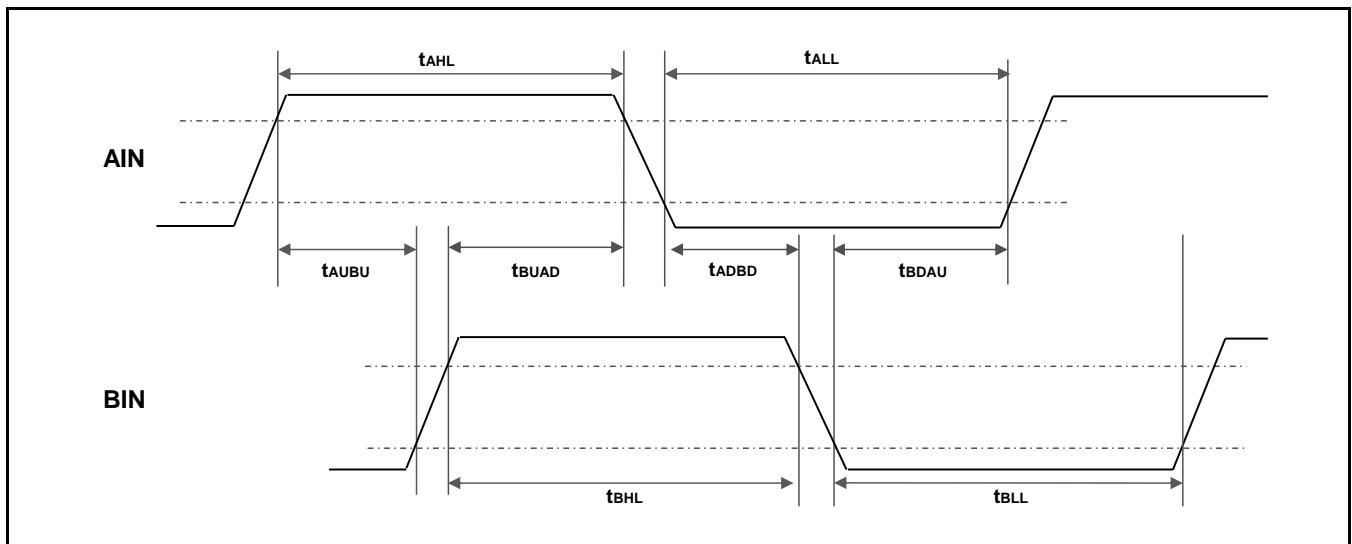 tAHL
tALL
AIN
tAUBU
tBUAD
tADBD
tBDAU
BIN
tBHL
tBLL